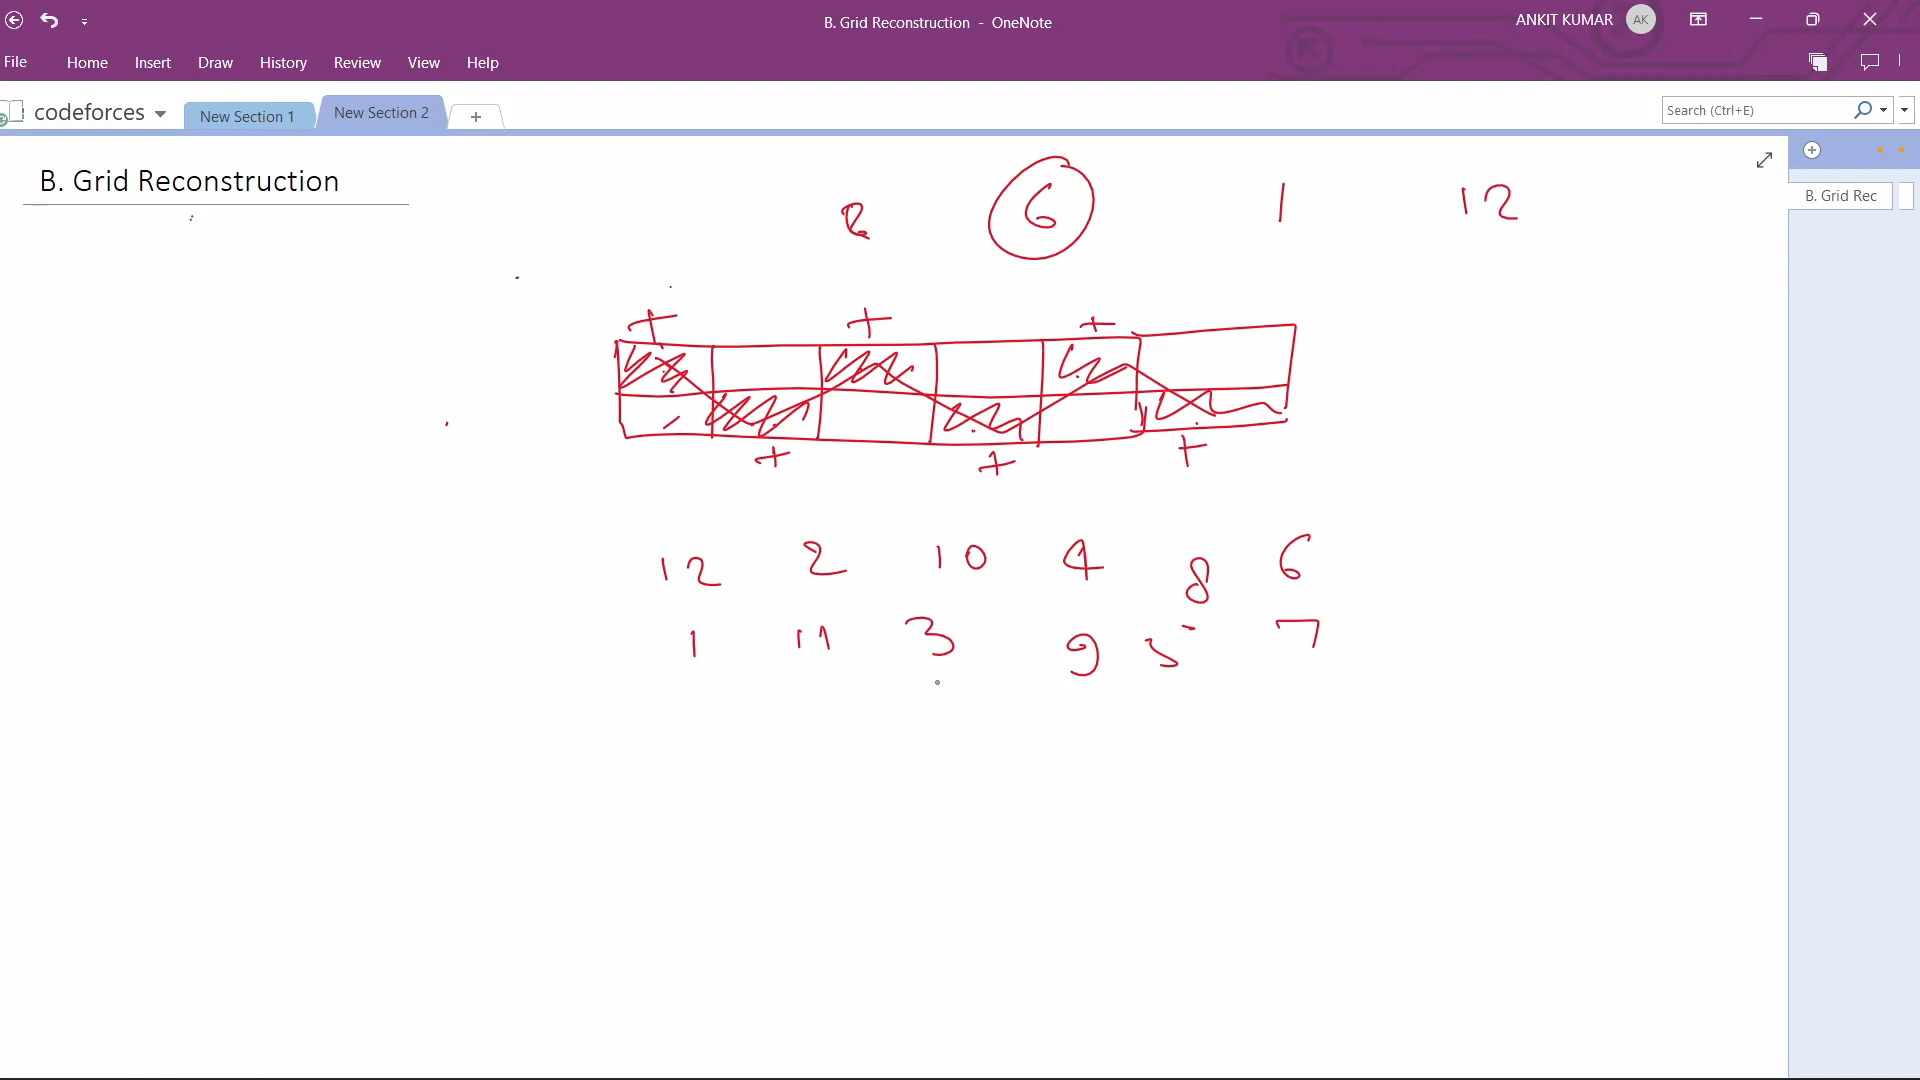 B. Grid Reconstruction - OneNote
ANKIT KUMAR AK
File Home Insert Draw History Review View Help
codeforces New Section 1 New Section 2 +
Search (Ctrl+E)
B. Grid Reconstruction
B. Grid Rec
6 1 12
+ + +
+ + +
12 2 10 4 8 6
1 11 3 9 5 7